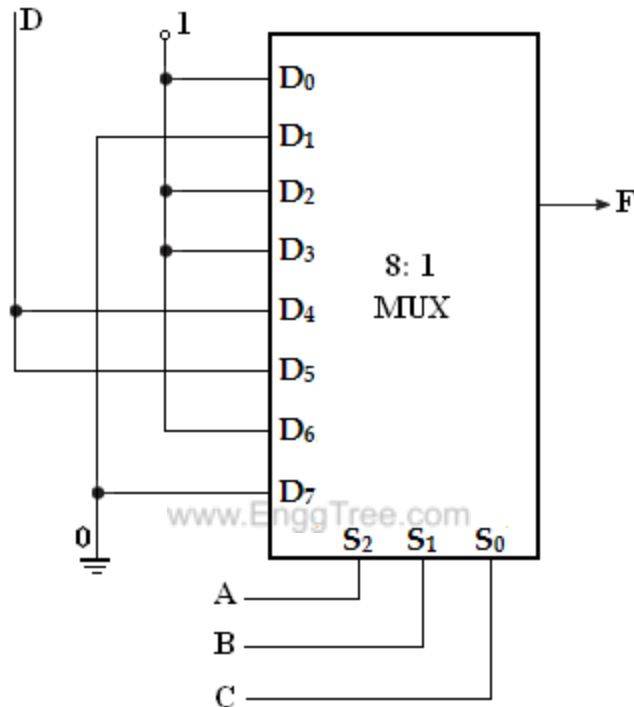 D
1
D0
D1
D2
D3
D4
D5
D6
D7
8: 1
MUX
F
www.EnggTree.com
0
S2 S1 S0
A
B
C